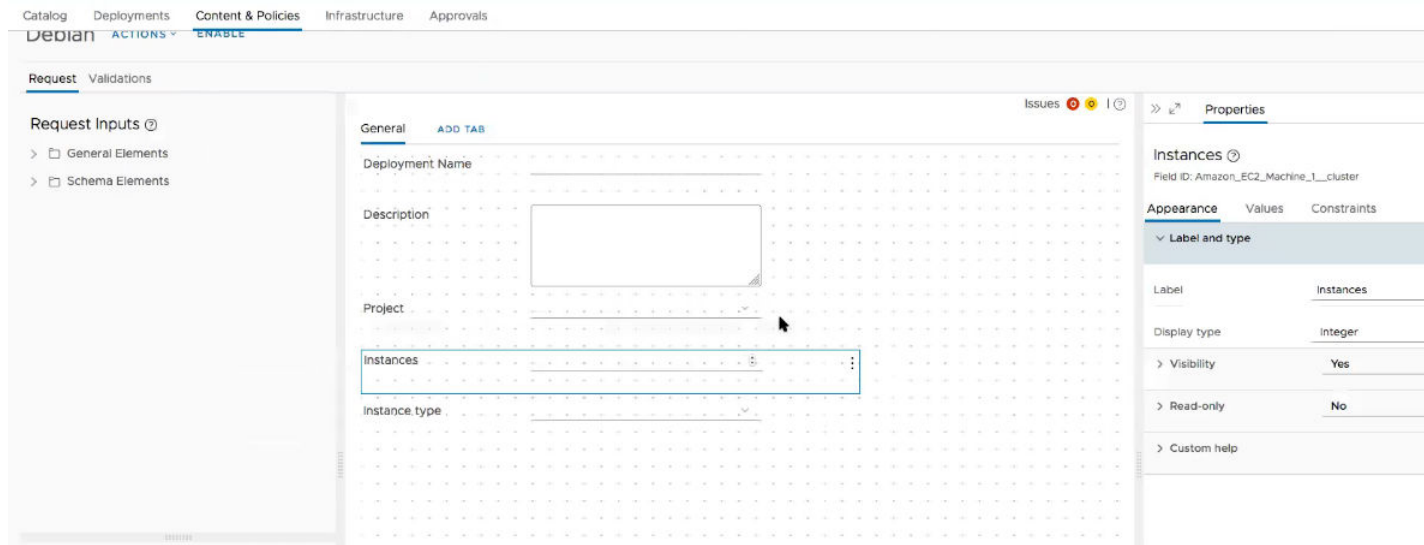 Catalog Deployments Content & Policies Infrastructure Approvals
Debian ACTIONS ENABLE
Request Validations
Issues 0 0 | ?
Request Inputs ?
General Elements
Schema Elements
General ADD TAB
Deployment Name
Description
Project
Instances
Instance type
Properties
Instances ?
Field ID: Amazon_EC2_Machine_1__cluster
Appearance Values Constraints
Label and type
Label Instances
Display type Integer
Visibility Yes
Read-only No
Custom help